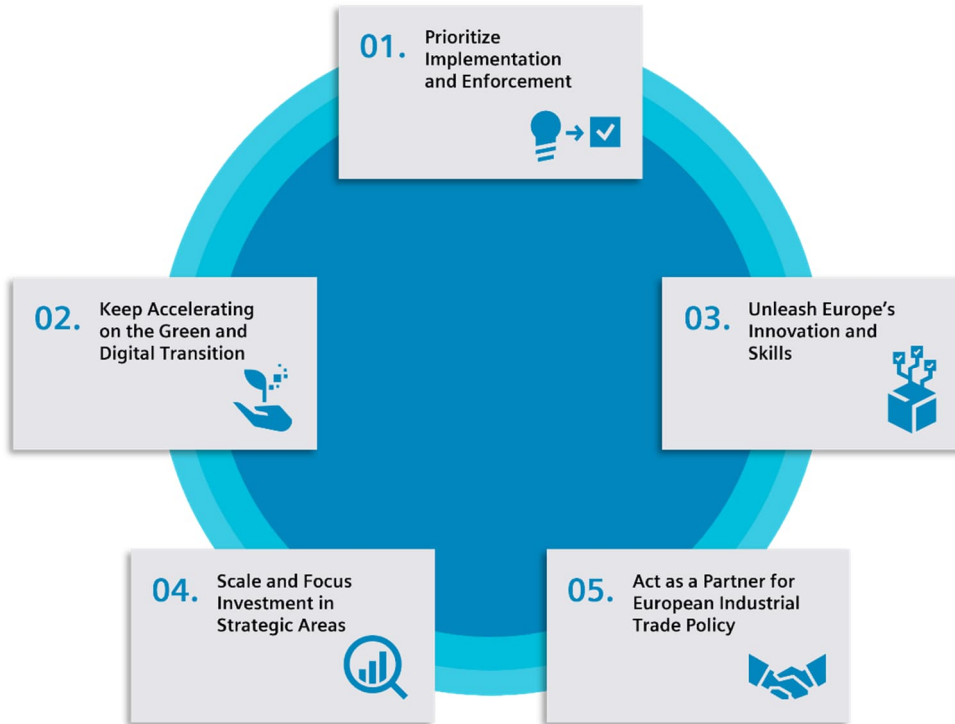 01.
Prioritize
Implementation
and Enforcement
02.
Keep Accelerating
on the Green and
Digital Transition
03.
Unleash Europe’s
Innovation and
Skills
04.
Scale and Focus
Investment in
Strategic Areas
05.
Act as a Partner for
European Industrial
Trade Policy